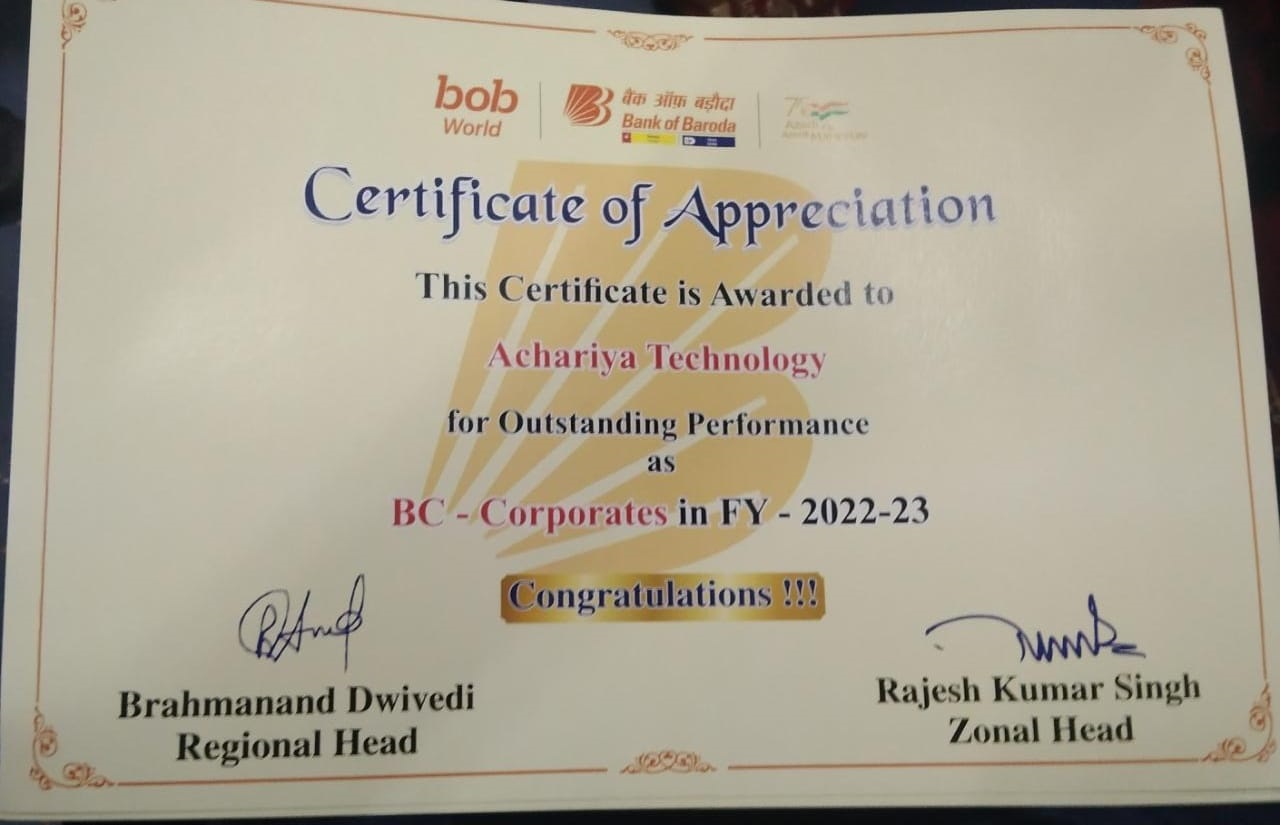 bob
World
बैंक ऑफ़ बड़ौदा
Bank of Baroda
Certificate of Appreciation
This Certificate is Awarded to
Achariya Technology
for Outstanding Performance
as
BC - Corporates in FY - 2022-23
Congratulations !!!
Brahmanand Dwivedi
Regional Head
Rajesh Kumar Singh
Zonal Head